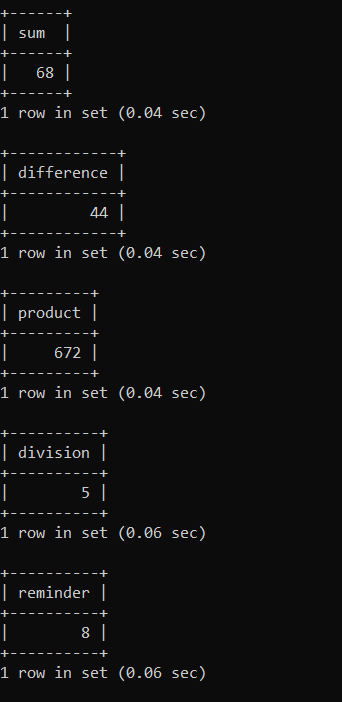 +------+
| sum  |
+------+
|   68 |
+------+
1 row in set (0.04 sec)

+------------+
| difference |
+------------+
|         44 |
+------------+
1 row in set (0.04 sec)

+---------+
| product |
+---------+
|     672 |
+---------+
1 row in set (0.04 sec)

+----------+
| division |
+----------+
|        5 |
+----------+
1 row in set (0.06 sec)

+----------+
| reminder |
+----------+
|        8 |
+----------+
1 row in set (0.06 sec)